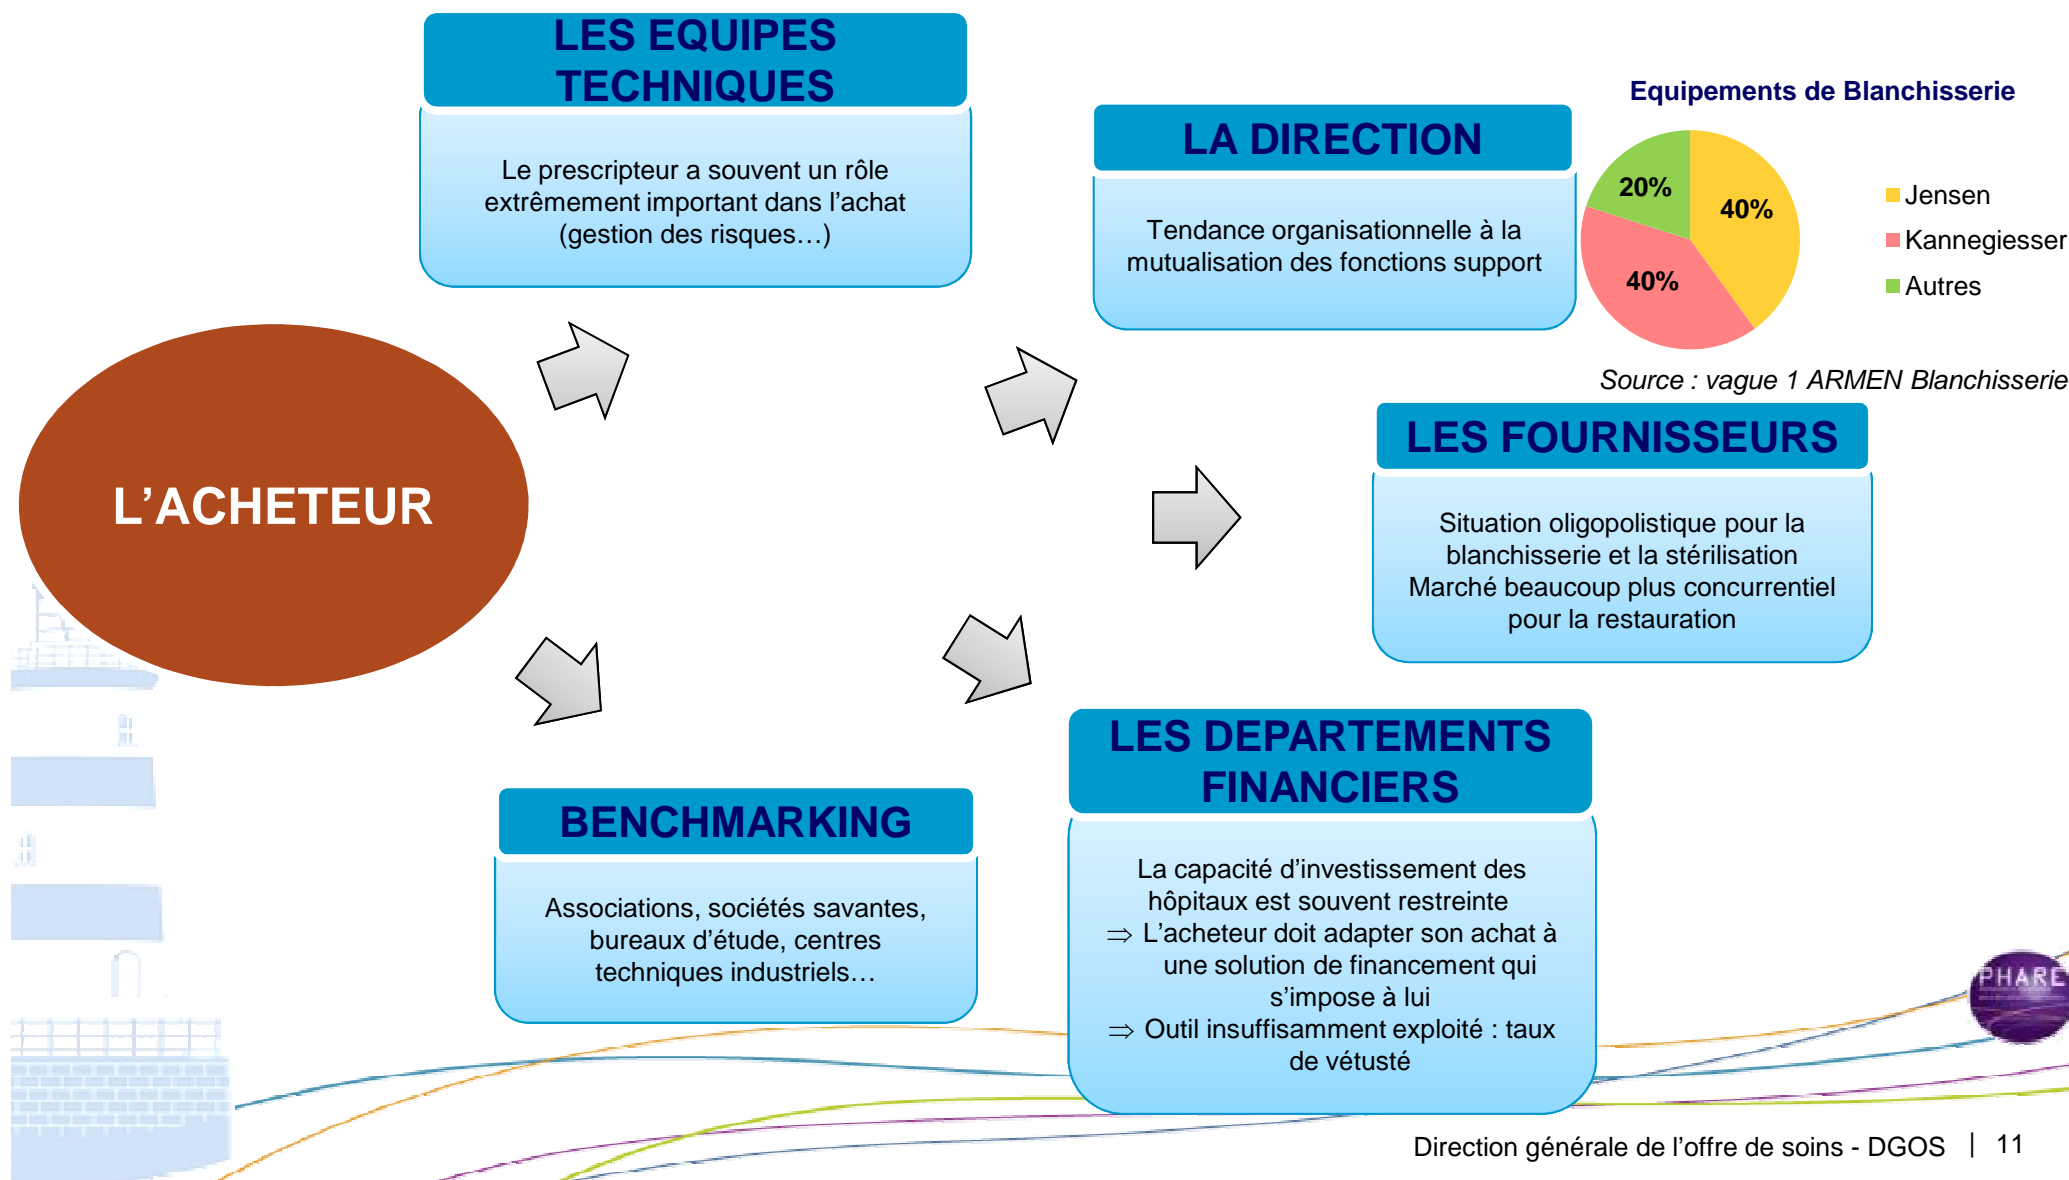 LES EQUIPES
TECHNIQUES
Le prescripteur a souvent un rôle
extrêmement important dans l’achat
(gestion des risques…)
LA DIRECTION
Tendance organisationnelle à la
mutualisation des fonctions support
Equipements de Blanchisserie
20%
40%
40%
Jensen
Kannegiesser
Autres
Source : vague 1 ARMEN Blanchisserie
L’ACHETEUR
LES FOURNISSEURS
Situation oligopolistique pour la
blanchisserie et la stérilisation
Marché beaucoup plus concurrentiel
pour la restauration
BENCHMARKING
Associations, sociétés savantes,
bureaux d’étude, centres
techniques industriels…
LES DEPARTEMENTS
FINANCIERS
La capacité d’investissement des
hôpitaux est souvent restreinte
⇒ L’acheteur doit adapter son achat à
une solution de financement qui
s’impose à lui
⇒ Outil insuffisamment exploité : taux
de vétusté
PHARE
Direction générale de l’offre de soins - DGOS | 11